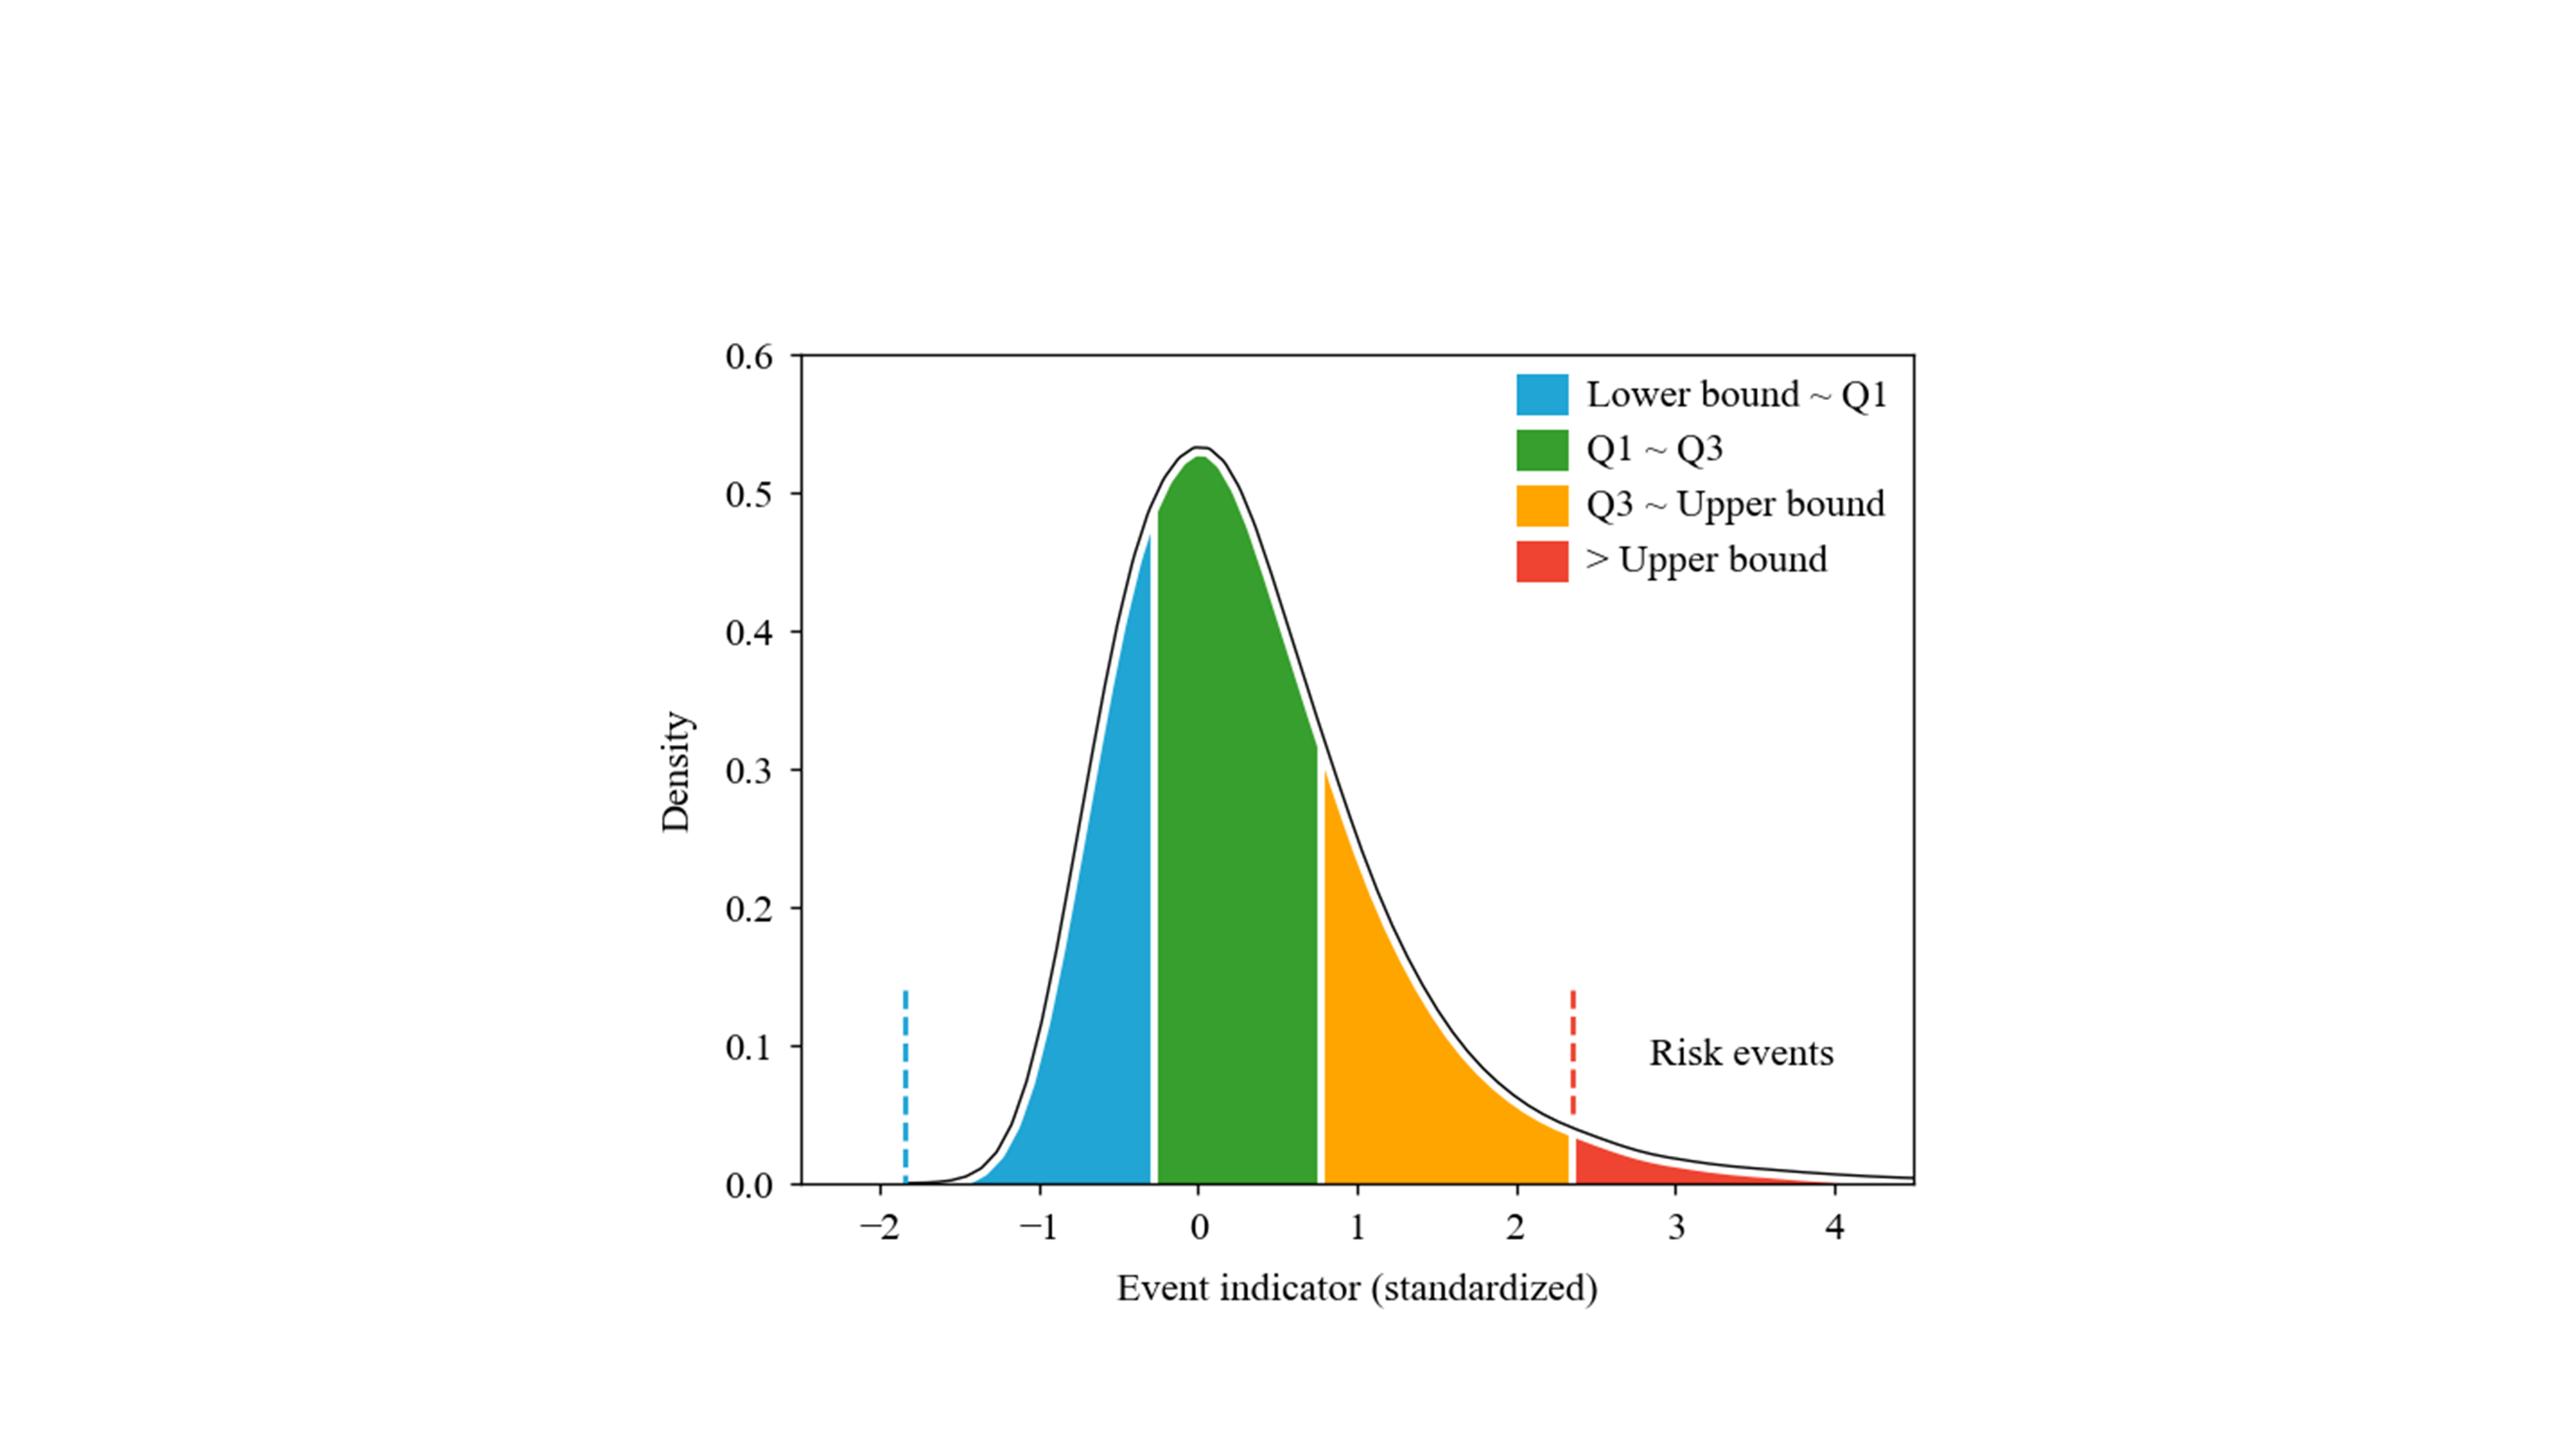 0.6
0.5
0.4
0.3
0.2
0.1
0.0
Density
Lower bound ~ Q1
Q1 ~ Q3
Q3 ~ Upper bound
> Upper bound
Risk events
−2 −1 0 1 2 3 4
Event indicator (standardized)